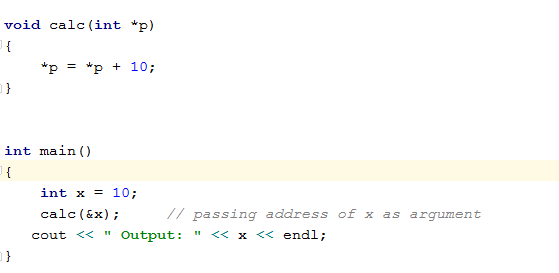 void calc(int *p)
{
*p = *p + 10;
}
int main()
{
int x = 10;
calc(&x); // passing address of x as argument
cout << " Output: " << x << endl;
}